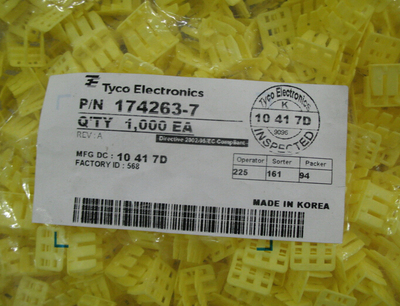 Tyco Electronics
P/N 174263-7
Q'TY 1,000 EA
REV : A
Directive 2002/95/EC Compliant
MFG DC : 10 41 7D
FACTORY ID : 568
Tyco Electronics
K
10 41 7D
9096
INSPECTED
Operator Sorter Packer
225 161 94
MADE IN KOREA